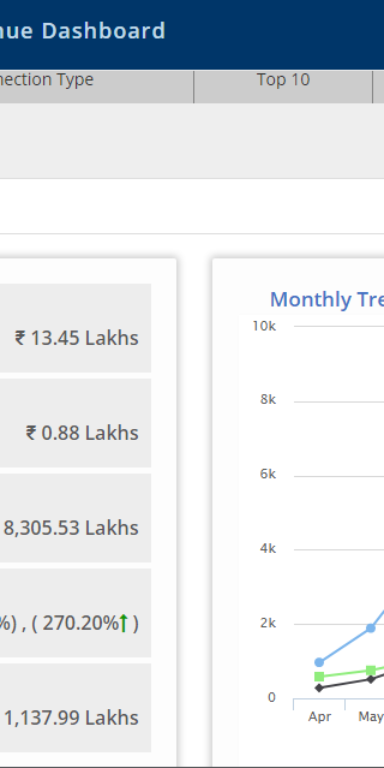 nue Dashboard
nection Type
Top 10
₹ 13.45 Lakhs
₹ 0.88 Lakhs
8,305.53 Lakhs
%) , ( 270.20%↑ )
1,137.99 Lakhs
Monthly Tre
10k
8k
6k
4k
2k
0
Apr
May